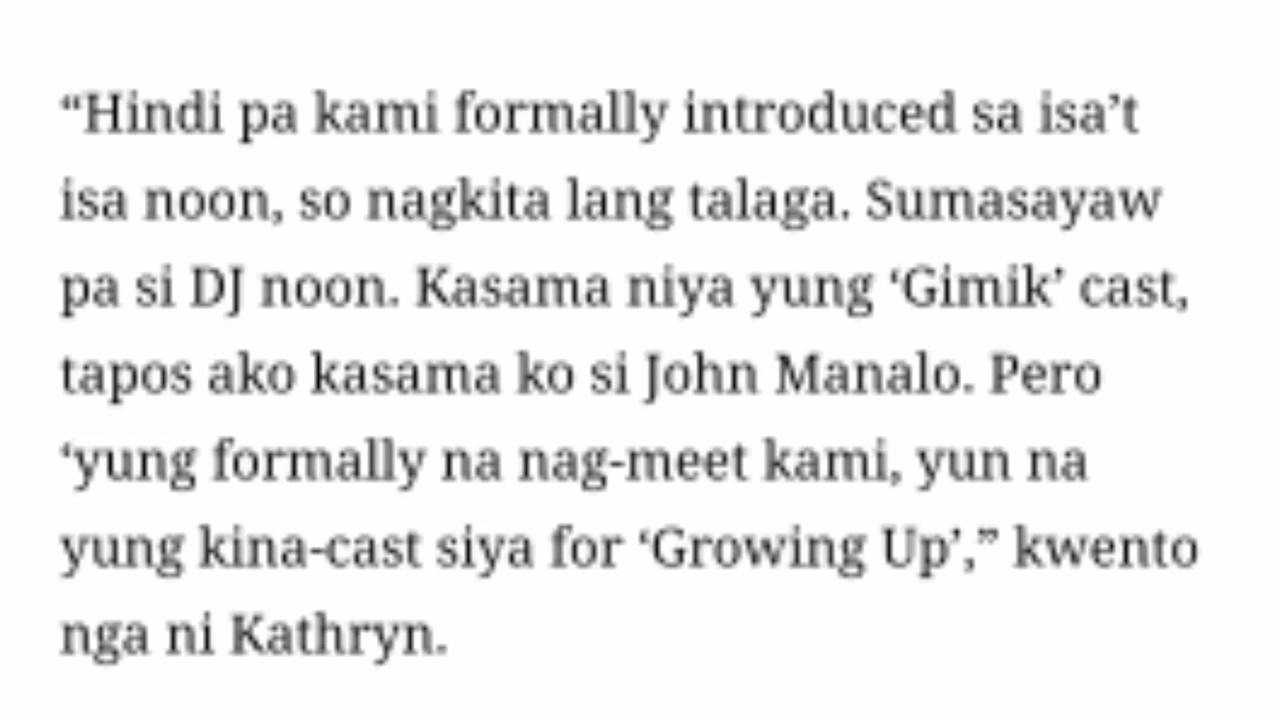 “Hindi pa kami formally introduced sa isa’t
isa noon, so nagkita lang talaga. Sumasayaw
pa si DJ noon. Kasama niya yung ‘Gimik’ cast,
tapos ako kasama ko si John Manalo. Pero
‘yung formally na nag-meet kami, yun na
yung kina-cast siya for ‘Growing Up’,” kwento
nga ni Kathryn.